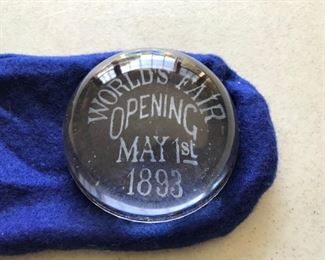 WORLD'S FAIR
OPENING
MAY 1st
1893